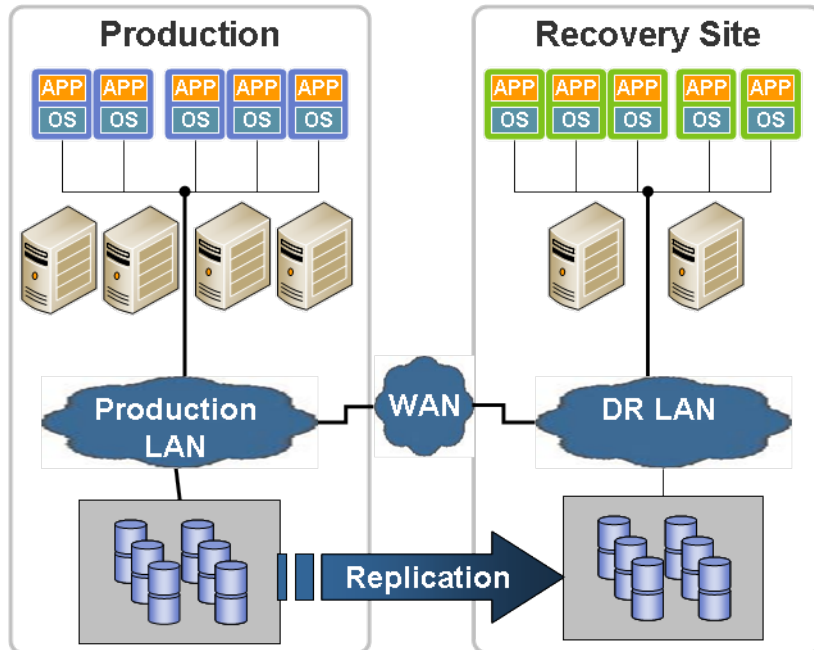 Production
Recovery Site
APP APP APP APP APP
OS OS OS OS OS
APP APP APP APP APP
OS OS OS OS OS
Production
LAN
WAN
DR LAN
Replication